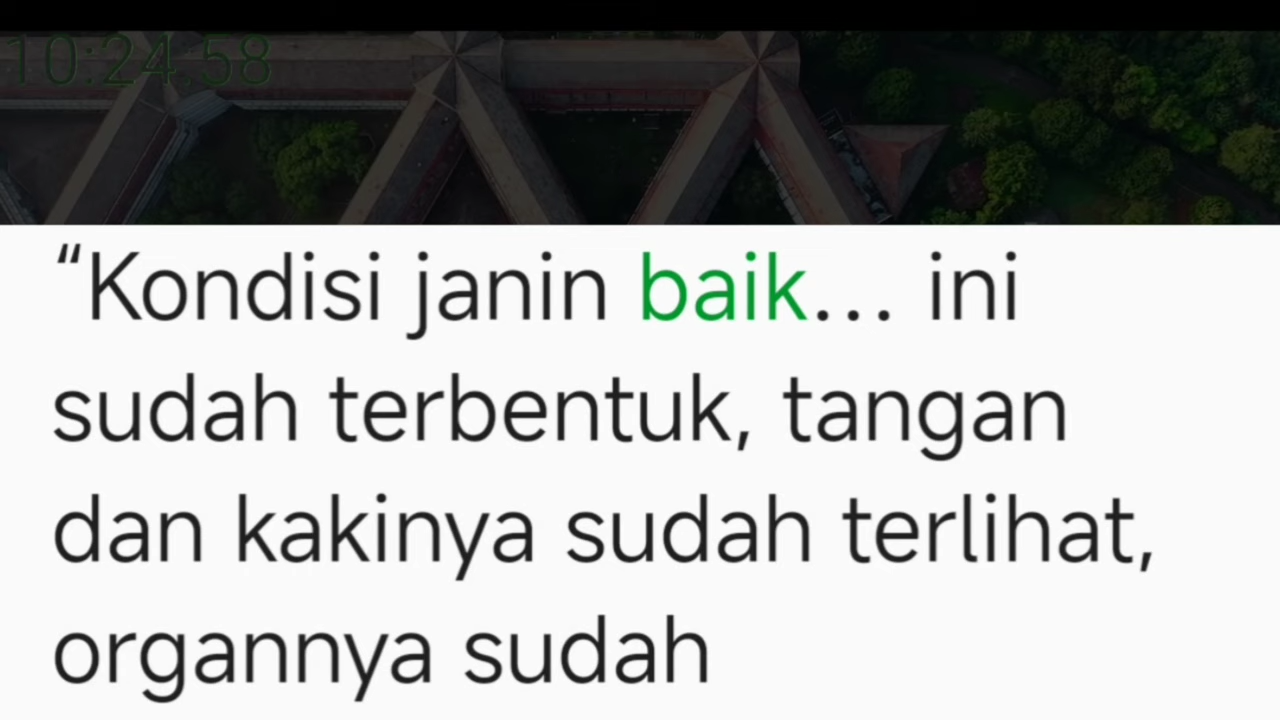 10:24:58
“Kondisi janin baik... ini
sudah terbentuk, tangan
dan kakinya sudah terlihat,
organnya sudah